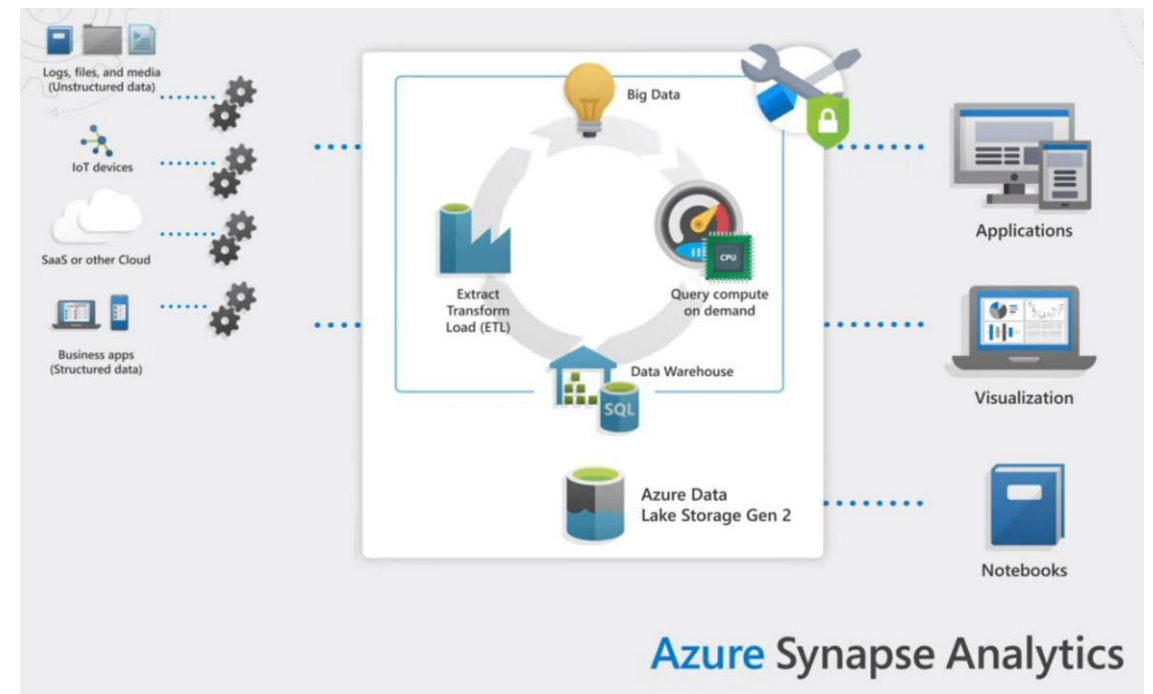 Logs, files, and media
(Unstructured data)
IoT devices
SaaS or other Cloud
Business apps
(Structured data)
Big Data
Extract
Transform
Load (ETL)
Query compute
on demand
CPU
Data Warehouse
SQL
Azure Data
Lake Storage Gen 2
Applications
Visualization
Notebooks
Azure Synapse Analytics